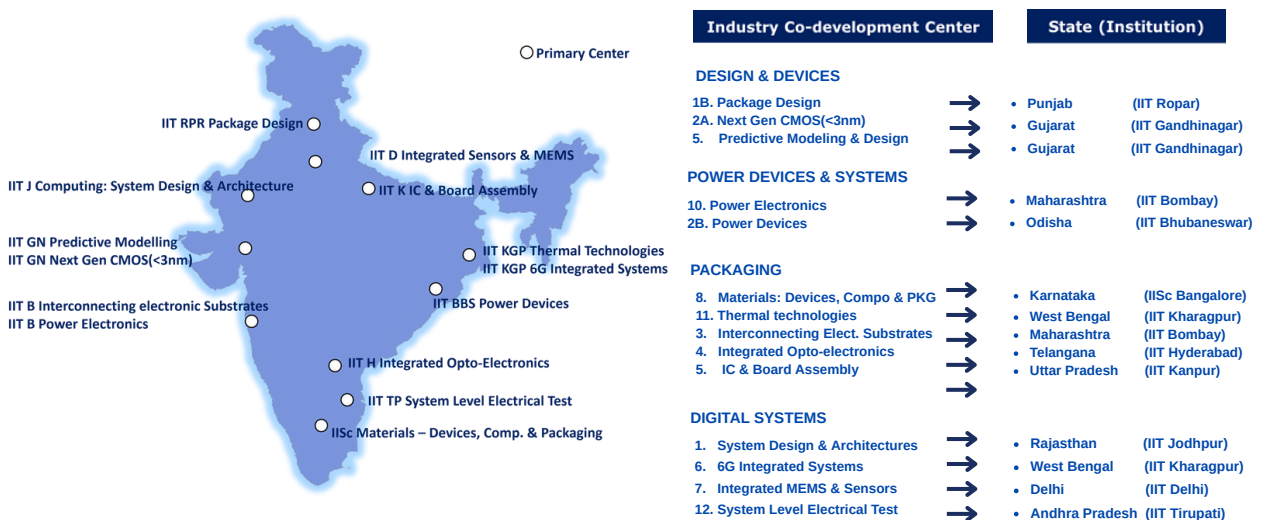 Primary Center
IIT RPR Package Design
IIT D Integrated Sensors & MEMS
IIT J Computing: System Design & Architecture
IIT K IC & Board Assembly
IIT GN Predictive Modelling
IIT GN Next Gen CMOS(<3nm)
IIT KGP Thermal Technologies
IIT KGP 6G Integrated Systems
IIT B Interconnecting electronic Substrates
IIT B Power Electronics
IIT BBS Power Devices
IIT H Integrated Opto-Electronics
IIT TP System Level Electrical Test
IISc Materials – Devices, Comp. & Packaging
Industry Co-development Center State (Institution)
DESIGN & DEVICES
1B. Package Design • Punjab (IIT Ropar)
2A. Next Gen CMOS(<3nm) • Gujarat (IIT Gandhinagar)
5. Predictive Modeling & Design • Gujarat (IIT Gandhinagar)
POWER DEVICES & SYSTEMS
10. Power Electronics • Maharashtra (IIT Bombay)
2B. Power Devices • Odisha (IIT Bhubaneswar)
PACKAGING
8. Materials: Devices, Compo & PKG • Karnataka (IISc Bangalore)
11. Thermal technologies • West Bengal (IIT Kharagpur)
3. Interconnecting Elect. Substrates • Maharashtra (IIT Bombay)
4. Integrated Opto-electronics • Telangana (IIT Hyderabad)
5. IC & Board Assembly • Uttar Pradesh (IIT Kanpur)
DIGITAL SYSTEMS
1. System Design & Architectures • Rajasthan (IIT Jodhpur)
6. 6G Integrated Systems • West Bengal (IIT Kharagpur)
7. Integrated MEMS & Sensors • Delhi (IIT Delhi)
12. System Level Electrical Test • Andhra Pradesh (IIT Tirupati)